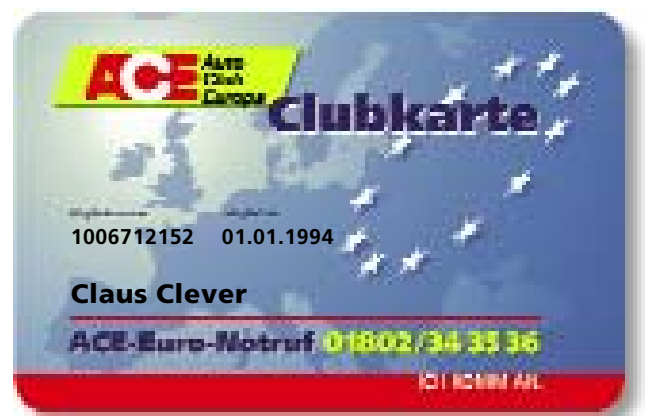 ACE Auto
Club
Europa
Clubkarte
1006712152 01.01.1994
Claus Clever
ACE-Euro-Notruf 01802/34 35 36